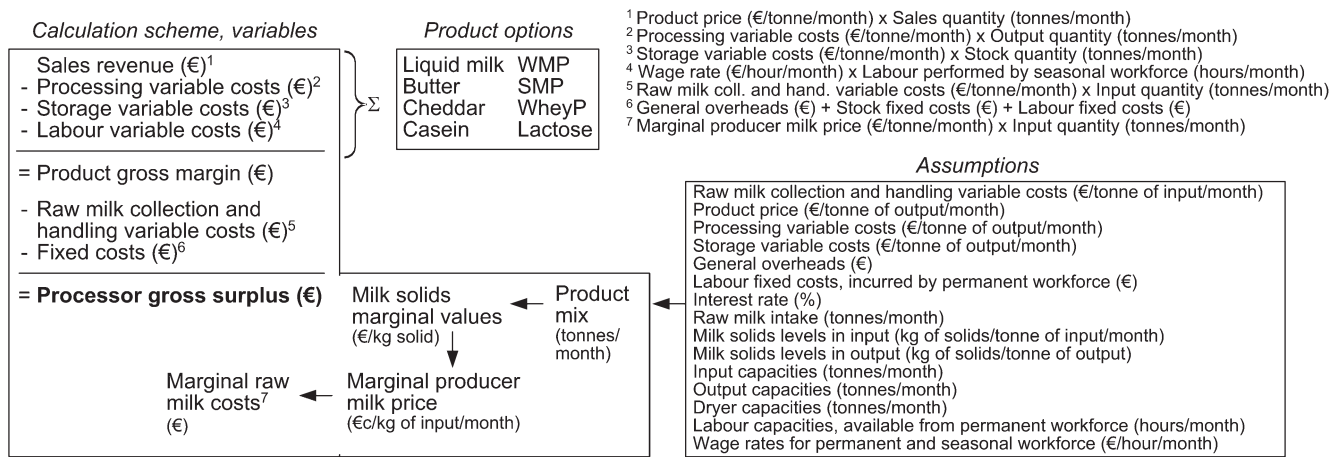 Calculation scheme, variables
Sales revenue (€)1
- Processing variable costs (€)2
- Storage variable costs (€)3
- Labour variable costs (€)4
Σ
= Product gross margin (€)
- Raw milk collection and
handling variable costs (€)5
- Fixed costs (€)6
= Processor gross surplus (€)
Product options
Liquid milk WMP
Butter SMP
Cheddar WheyP
Casein Lactose
1 Product price (€/tonne/month) x Sales quantity (tonnes/month)
2 Processing variable costs (€/tonne/month) x Output quantity (tonnes/month)
3 Storage variable costs (€/tonne/month) x Stock quantity (tonnes/month)
4 Wage rate (€/hour/month) x Labour performed by seasonal workforce (hours/month)
5 Raw milk coll. and hand. variable costs (€/tonne/month) x Input quantity (tonnes/month)
6 General overheads (€) + Stock fixed costs (€) + Labour fixed costs (€)
7 Marginal producer milk price (€/tonne/month) x Input quantity (tonnes/month)
Assumptions
Raw milk collection and handling variable costs (€/tonne of input/month)
Product price (€/tonne of output/month)
Processing variable costs (€/tonne of output/month)
Storage variable costs (€/tonne of output/month)
General overheads (€)
Labour fixed costs, incurred by permanent workforce (€)
Interest rate (%)
Raw milk intake (tonnes/month)
Milk solids levels in input (kg of solids/tonne of input/month)
Milk solids levels in output (kg of solids/tonne of output)
Input capacities (tonnes/month)
Output capacities (tonnes/month)
Dryer capacities (tonnes/month)
Labour capacities, available from permanent workforce (hours/month)
Wage rates for permanent and seasonal workforce (€/hour/month)
Product
mix
(tonnes/
month)
Milk solids
marginal values
(€/kg solid)
Marginal producer
milk price
(€c/kg of input/month)
Marginal raw
milk costs7
(€)